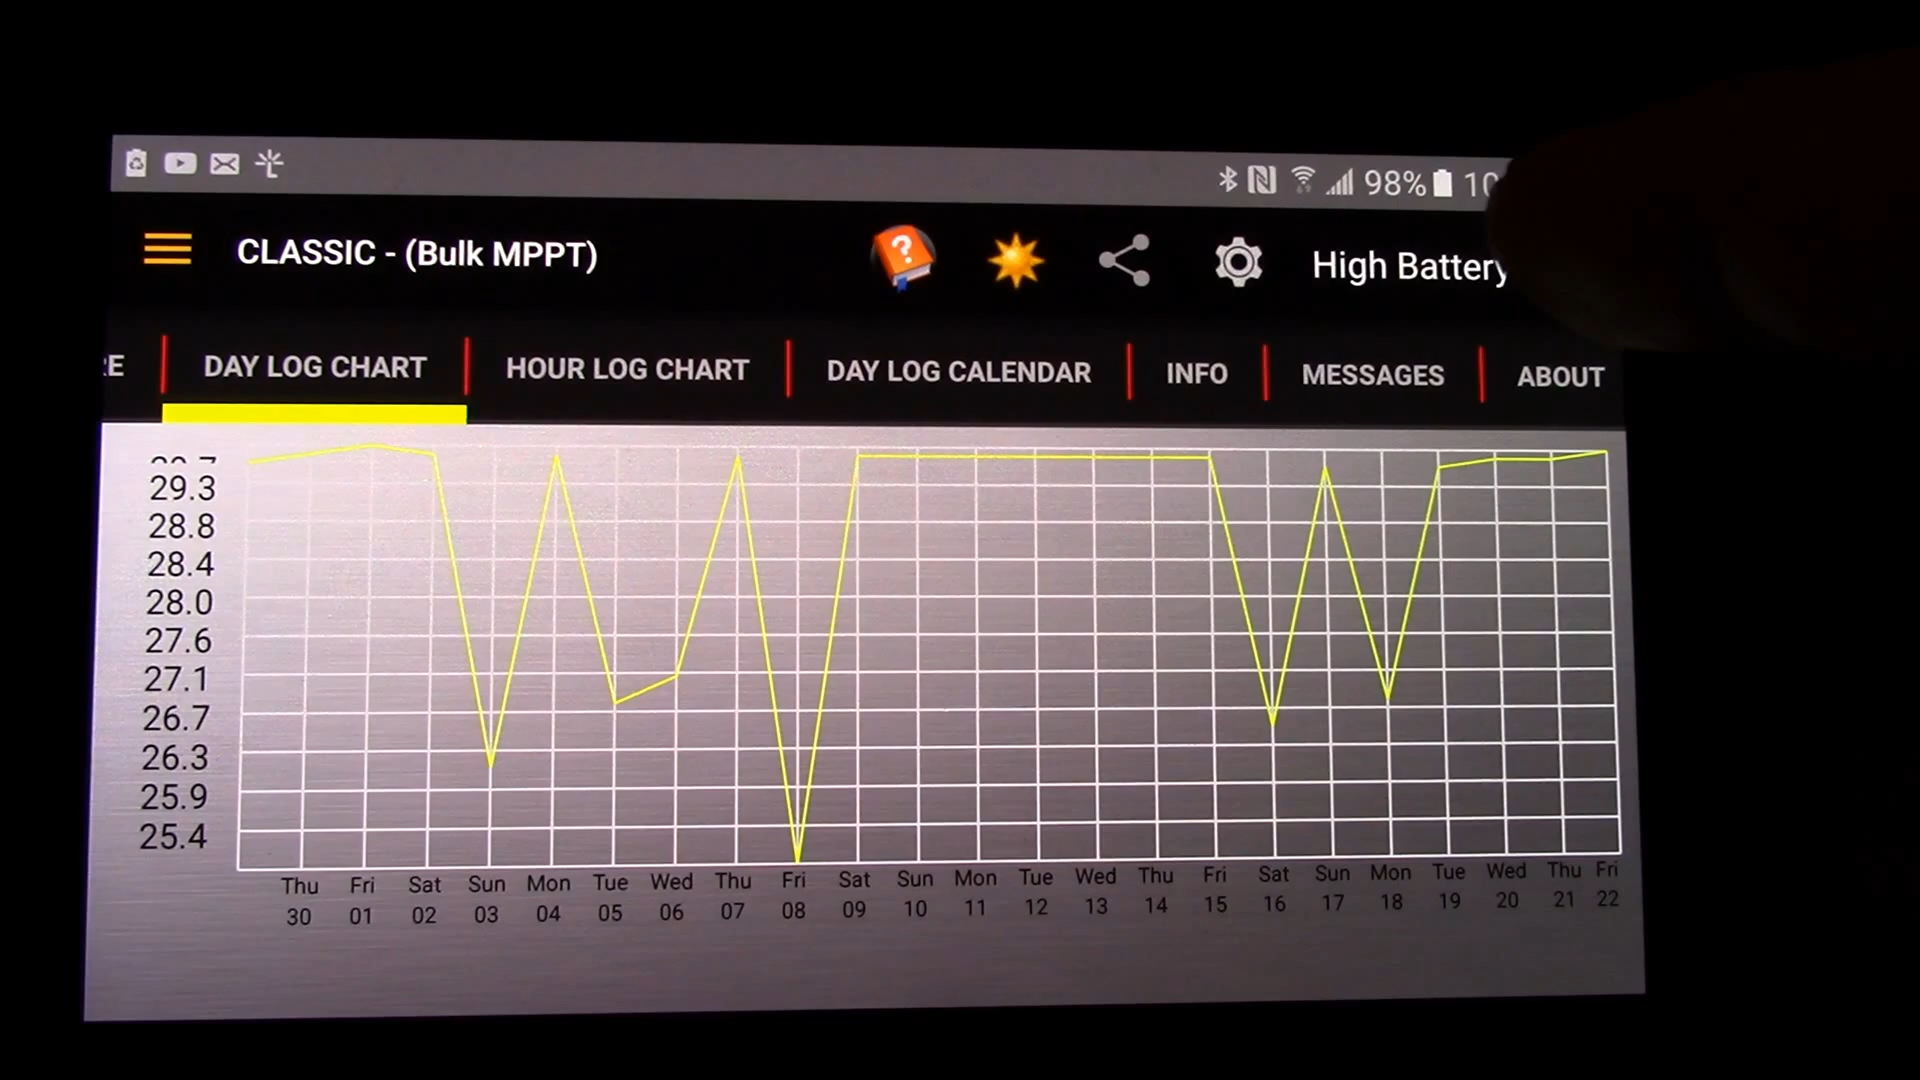 98% 10
CLASSIC - (Bulk MPPT)
High Battery
DAY LOG CHART
HOUR LOG CHART
DAY LOG CALENDAR
INFO
MESSAGES
ABOUT
29.3
28.8
28.4
28.0
27.6
27.1
26.7
26.3
25.9
25.4
Thu Fri Sat Sun Mon Tue Wed Thu Fri Sat Sun Mon Tue Wed Thu Fri Sat Sun Mon Tue Wed Thu Fri
30 01 02 03 04 05 06 07 08 09 10 11 12 13 14 15 16 17 18 19 20 21 22